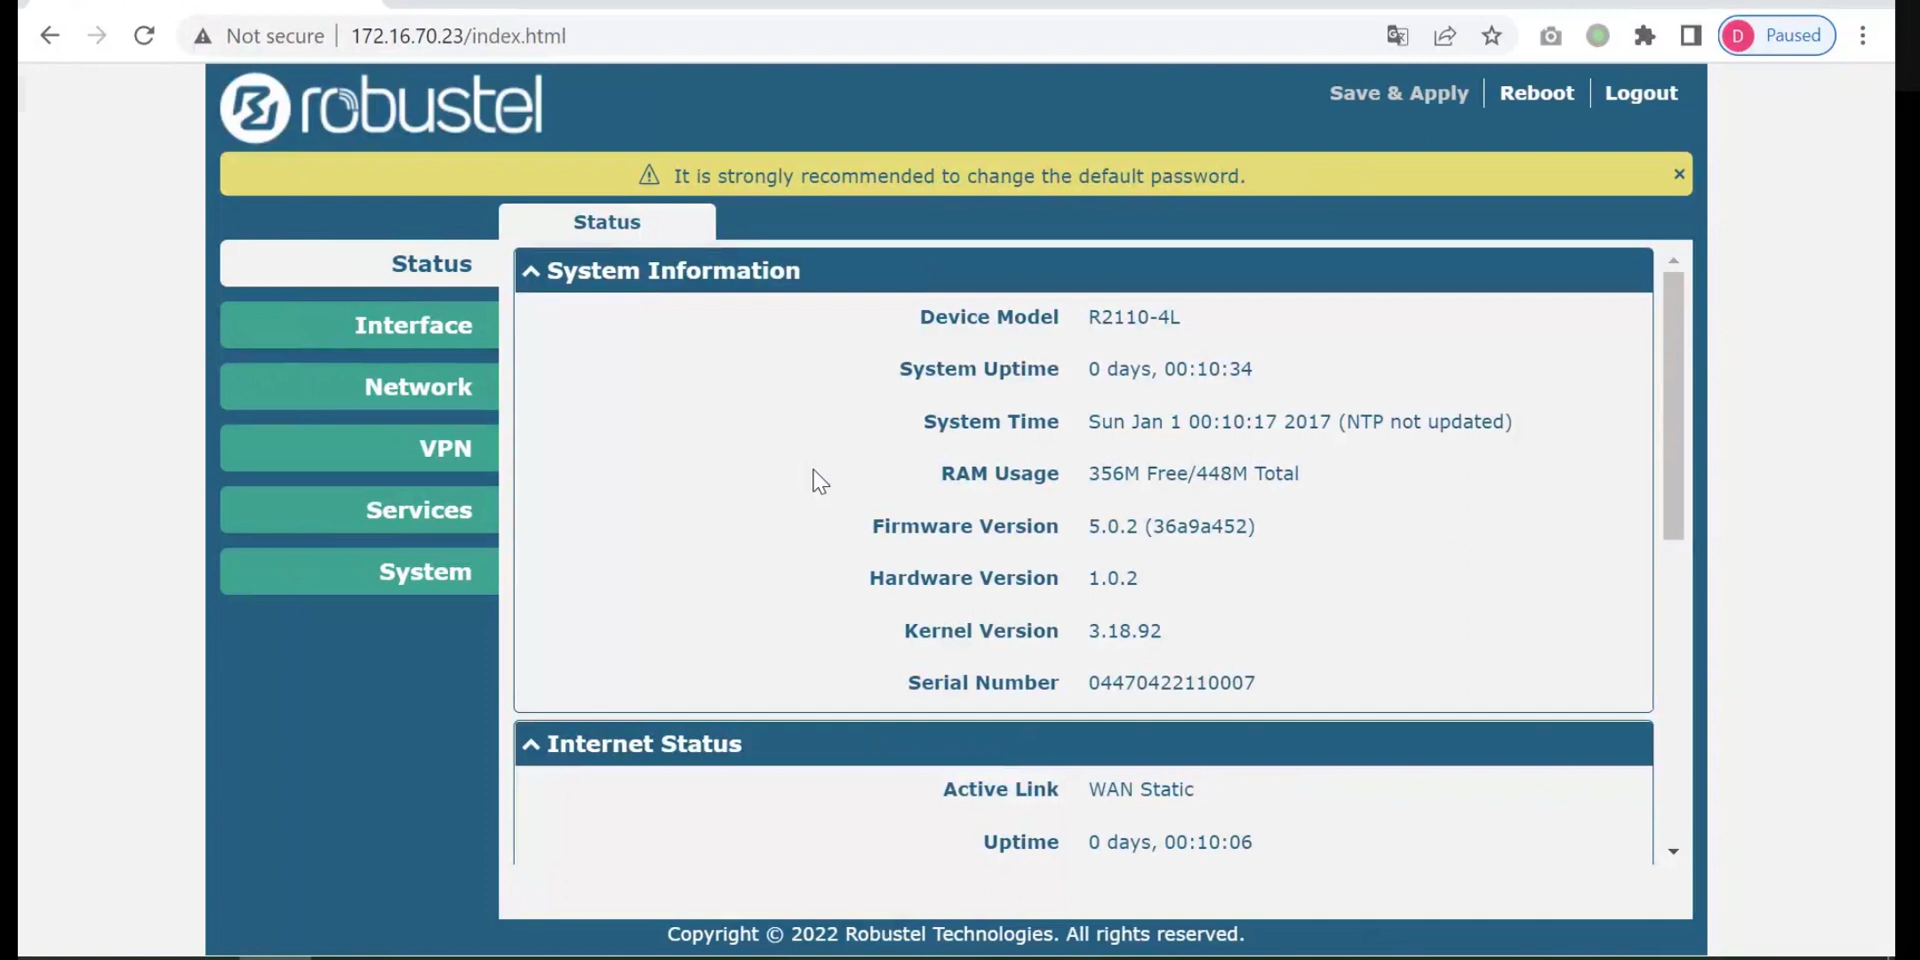 Not secure 172.16.70.23/index.html D Paused
robustel
Save & Apply Reboot Logout
It is strongly recommended to change the default password. ×
Status
Status
Interface
Network
VPN
Services
System
System Information
Device Model R2110-4L
System Uptime 0 days, 00:10:34
System Time Sun Jan 1 00:10:17 2017 (NTP not updated)
RAM Usage 356M Free/448M Total
Firmware Version 5.0.2 (36a9a452)
Hardware Version 1.0.2
Kernel Version 3.18.92
Serial Number 04470422110007
Internet Status
Active Link WAN Static
Uptime 0 days, 00:10:06
Copyright © 2022 Robustel Technologies. All rights reserved.